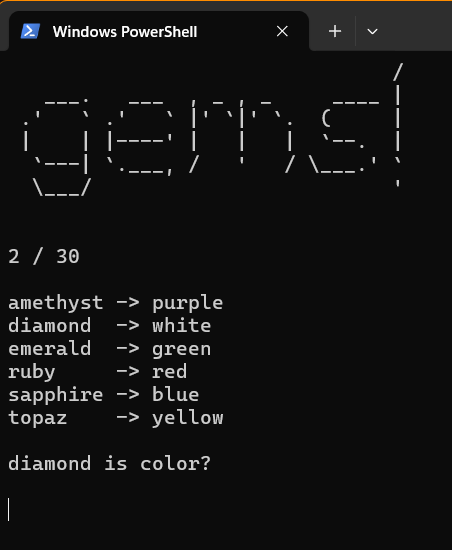 Windows PowerShell
gems!
2 / 30
amethyst -> purple
diamond -> white
emerald -> green
ruby -> red
sapphire -> blue
topaz -> yellow
diamond is color?